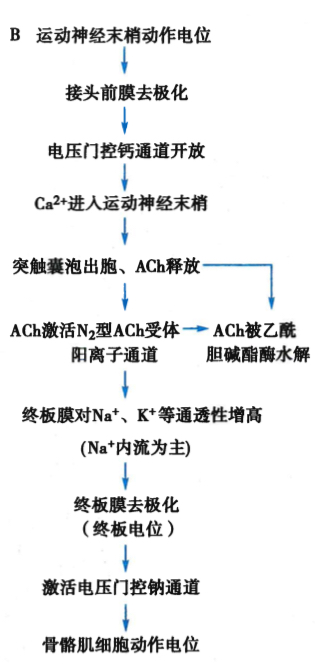 B 运动神经末梢动作电位
接头前膜去极化
电压门控钙通道开放
Ca²⁺进入运动神经末梢
突触囊泡出胞、ACh释放
ACh激活N₂型ACh受体
阳离子通道
ACh被乙酰
胆碱酯酶水解
终板膜对Na⁺、K⁺等通透性增高
(Na⁺内流为主)
终板膜去极化
(终板电位)
激活电压门控钠通道
骨骼肌细胞动作电位